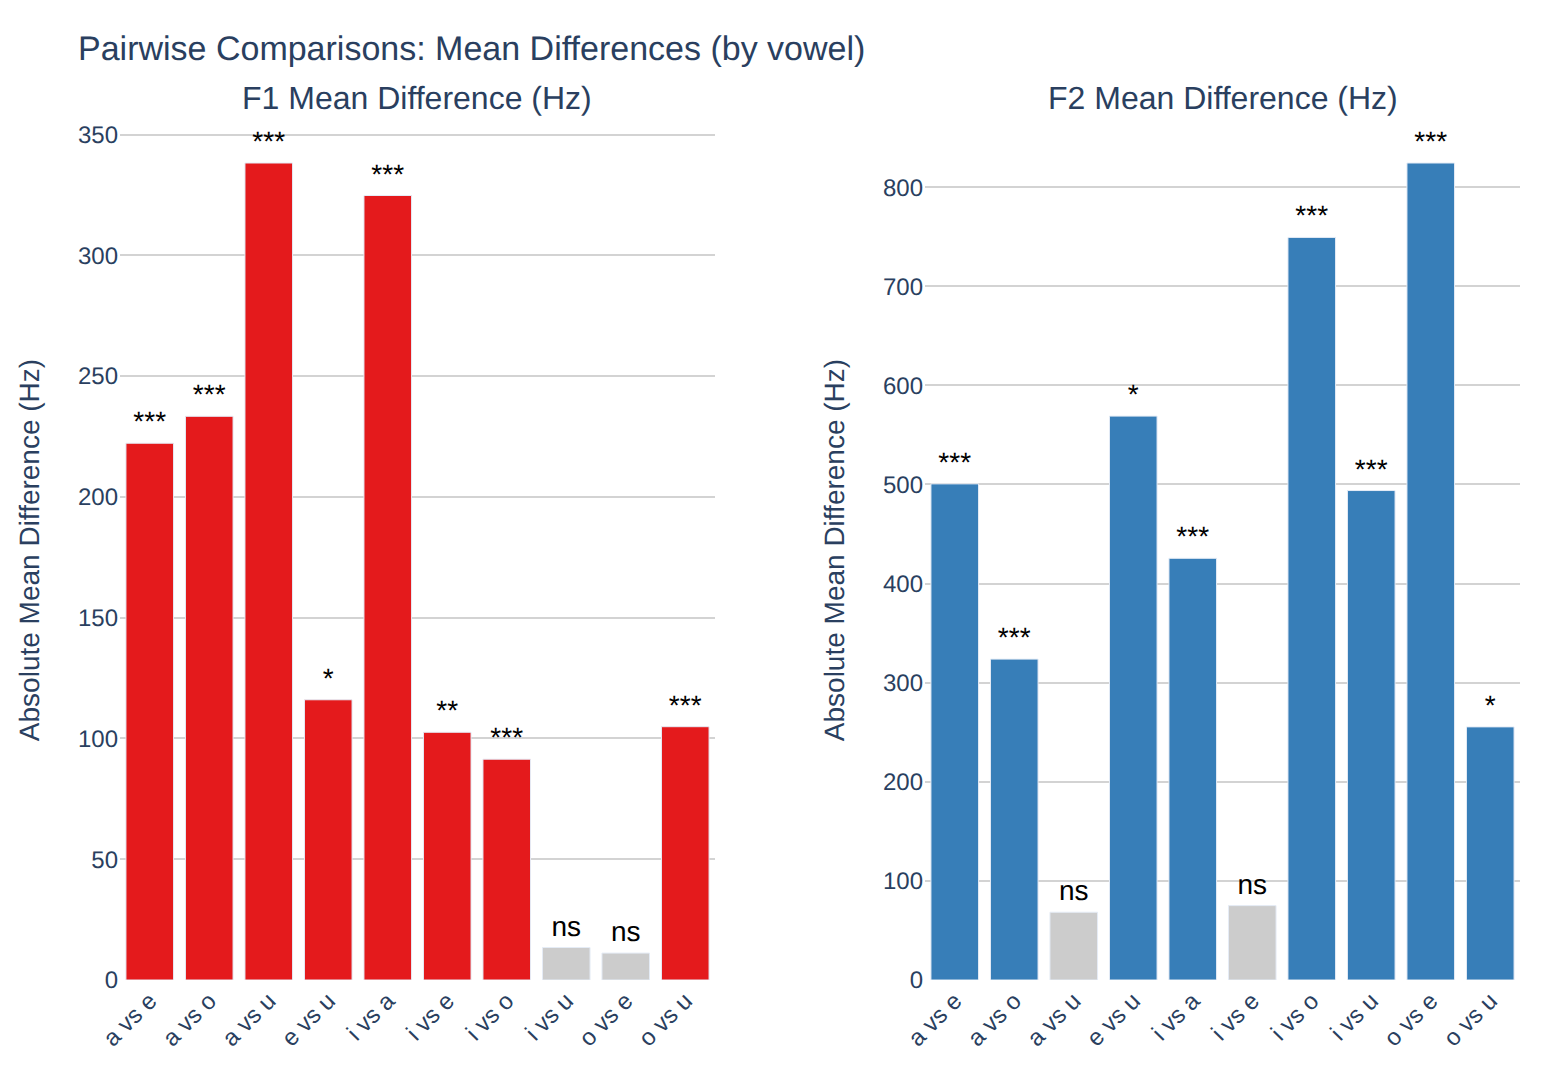 Pairwise Comparisons: Mean Differences (by vowel)
F1 Mean Difference (Hz)
Absolute Mean Difference (Hz)
350
300
250
200
150
100
50
0
***
***
***
*
***
**
***
ns
ns
***
a vs e
a vs o
a vs u
e vs u
i vs a
i vs e
i vs o
i vs u
o vs e
o vs u
F2 Mean Difference (Hz)
Absolute Mean Difference (Hz)
800
700
600
500
400
300
200
100
0
***
***
ns
*
***
ns
***
***
***
*
a vs e
a vs o
a vs u
e vs u
i vs a
i vs e
i vs o
i vs u
o vs e
o vs u